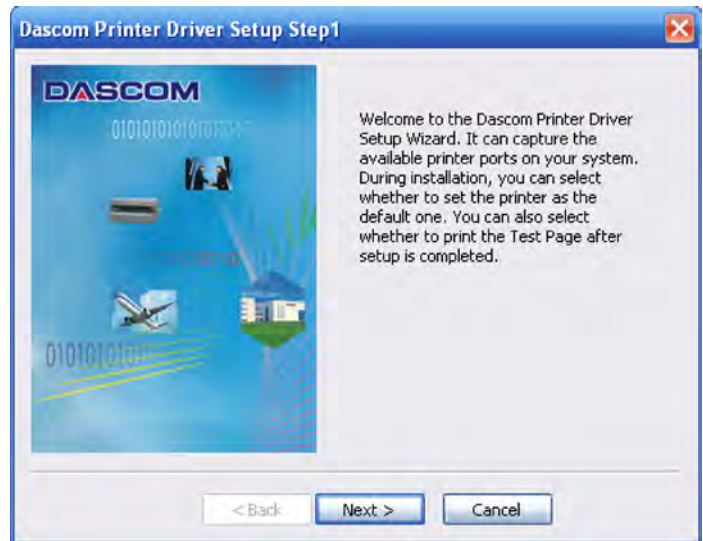 Dascom Printer Driver Setup Step1
DASCOM
Welcome to the Dascom Printer Driver
Setup Wizard. It can capture the
available printer ports on your system.
During installation, you can select
whether to set the printer as the
default one. You can also select
whether to print the Test Page after
setup is completed.
< Back
Next >
Cancel